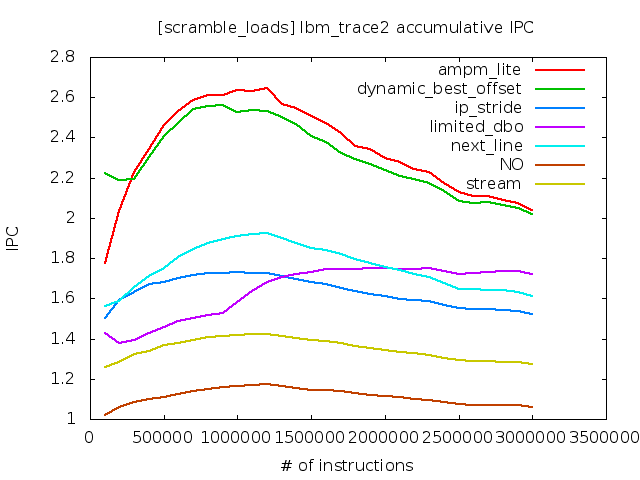 [scramble_loads] lbm_trace2 accumulative IPC
2.8
2.6
2.4
2.2
2
1.8
1.6
1.4
1.2
1
IPC
ampm_lite
dynamic_best_offset
ip_stride
limited_dbo
next_line
NO
stream
0 500000 1000000 1500000 2000000 2500000 3000000 3500000
# of instructions